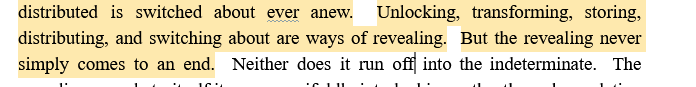 distributed is switched about ever anew. Unlocking, transforming, storing,
distributing, and switching about are ways of revealing. But the revealing never
simply comes to an end. Neither does it run off into the indeterminate. The